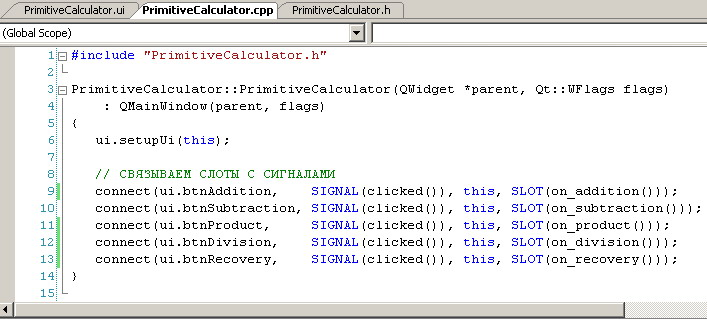 PrimitiveCalculator.ui PrimitiveCalculator.cpp PrimitiveCalculator.h
(Global Scope)
1 #include "PrimitiveCalculator.h"
2
3 PrimitiveCalculator::PrimitiveCalculator(QWidget *parent, Qt::WFlags flags)
4 : QMainWindow(parent, flags)
5 {
6 ui.setupUi(this);
7
8 // СВЯЗЫВАЕМ СЛОТЫ С СИГНАЛАМИ
9 connect(ui.btnAddition, SIGNAL(clicked()), this, SLOT(on_addition()));
10 connect(ui.btnSubtraction, SIGNAL(clicked()), this, SLOT(on_subtraction()));
11 connect(ui.btnProduct, SIGNAL(clicked()), this, SLOT(on_product()));
12 connect(ui.btnDivision, SIGNAL(clicked()), this, SLOT(on_division()));
13 connect(ui.btnRecovery, SIGNAL(clicked()), this, SLOT(on_recovery()));
14 }
15